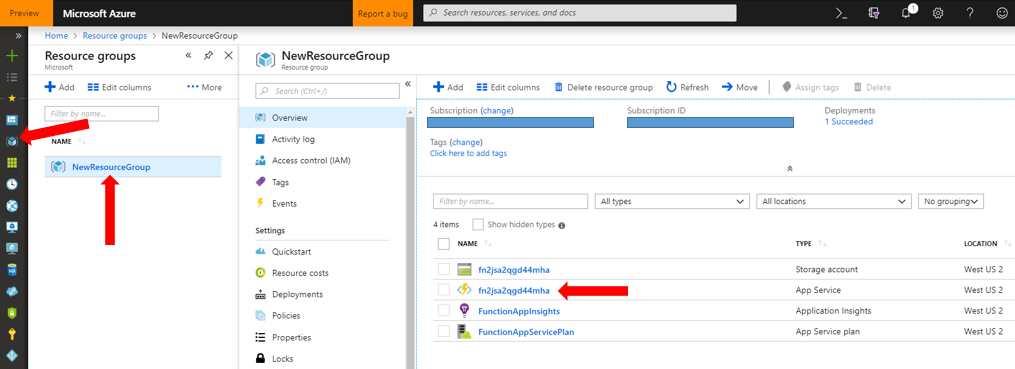 Preview Microsoft Azure Report a bug Search resources, services, and docs 1
Home Resource groups NewResourceGroup
Resource groups
Microsoft
Add Edit columns More
Filter by name...
NAME
NewResourceGroup
NewResourceGroup
Resource group
Search (Ctrl+/)
Overview
Activity log
Access control (IAM)
Tags
Events
Settings
Quickstart
Resource costs
Deployments
Policies
Properties
Locks
Add Edit columns Delete resource group Refresh Move Assign tags Delete
Subscription (change) Subscription ID Deployments
1 Succeeded
Tags (change)
Click here to add tags
Filter by name... All types All locations No grouping
4 items Show hidden types
NAME TYPE LOCATION
fn2jsa2qgd44mha Storage account West US 2
fn2jsa2qgd44mha App Service West US 2
FunctionAppInsights Application Insights West US 2
FunctionAppServicePlan App Service plan West US 2